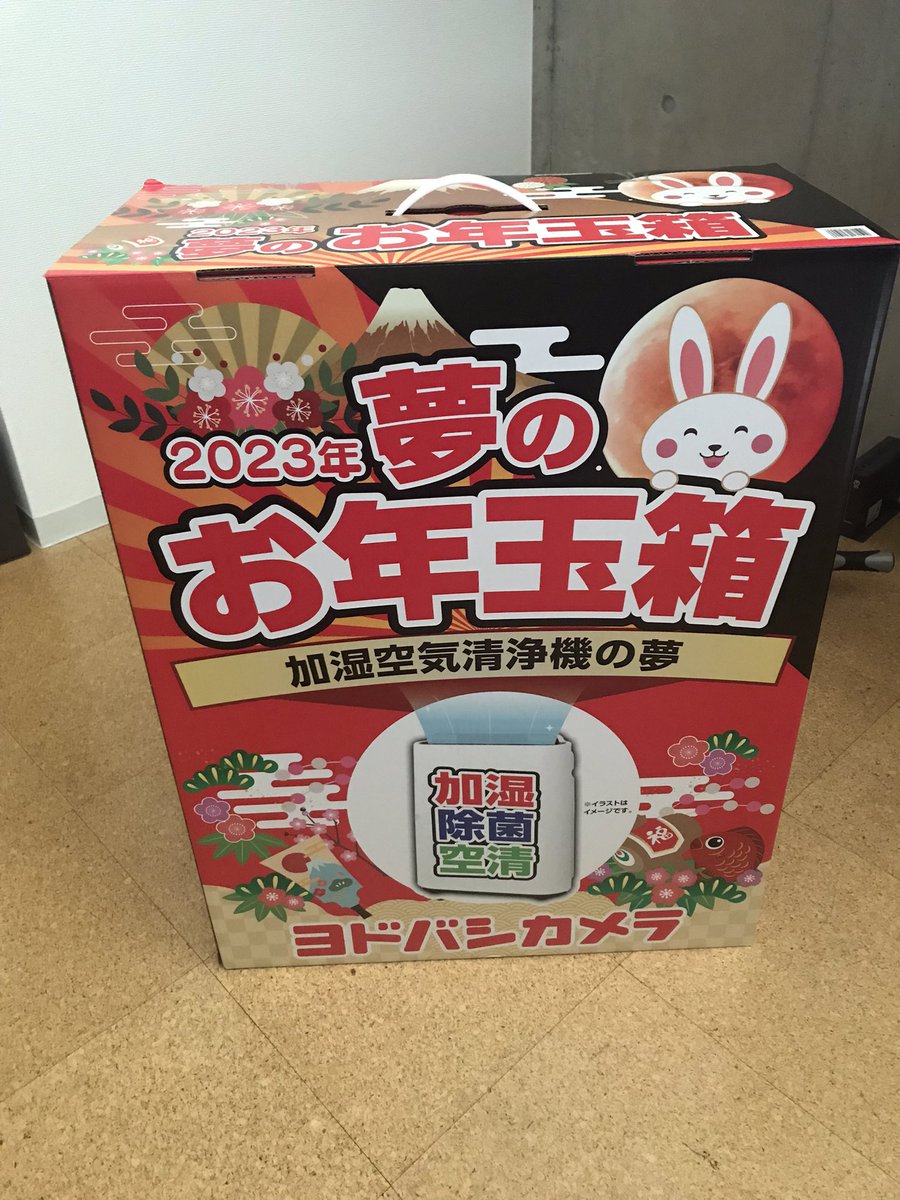 2023年 夢の
お年玉箱
2023年
夢の
お年玉箱
加湿空気清浄機の夢
加湿
除菌
空清
※イラストは
イメージです。
福
ヨドバシカメラ